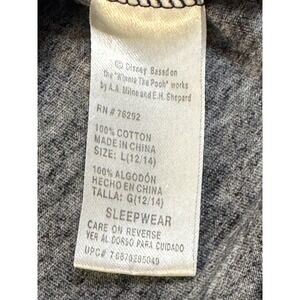 © Disney Based on
the "Winnie The Pooh" works
by A.A. Milne and E.H. Shepard
RN# 76292
100% COTTON
MADE IN CHINA
SIZE: L(12/14)
100% ALGODÓN
HECHO EN CHINA
TALLA: G(12/14)
SLEEPWEAR
CARE ON REVERSE
VER AL DORSO PARA CUIDADO
UPC#